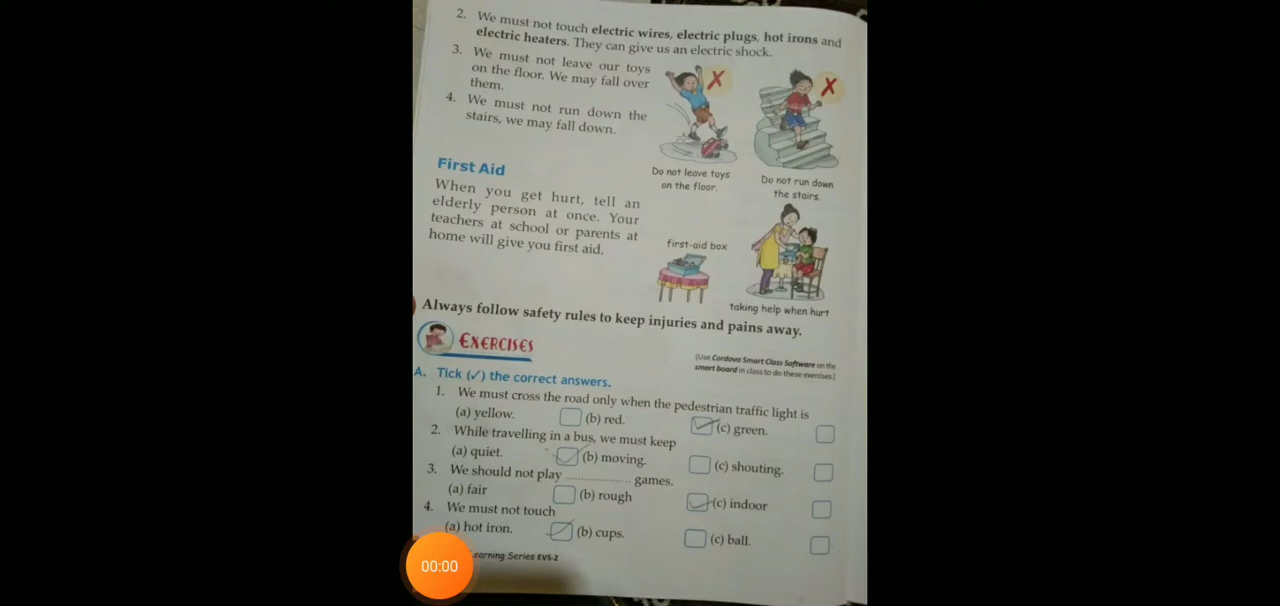 2. We must not touch electric wires, electric plugs, hot irons and
electric heaters. They can give us an electric shock.
3. We must not leave our toys
on the floor. We may fall over
them.
4. We must not run down the
stairs, we may fall down.
Do not leave toys
on the floor.
Do not run down
the stairs.
First Aid
When you get hurt, tell an
elderly person at once. Your
teachers at school or parents at
home will give you first aid.
first-aid box
taking help when hurt
Always follow safety rules to keep injuries and pains away.
EXERCISES
(Use Cordova Smart Class Software on the
smart board in class to do these exercises.)
A. Tick (✓) the correct answers.
1. We must cross the road only when the pedestrian traffic light is
(a) yellow. (b) red. (c) green.
2. While travelling in a bus, we must keep
(a) quiet. (b) moving. (c) shouting.
3. We should not play .................... games.
(a) fair (b) rough (c) indoor
4. We must not touch
(a) hot iron. (b) cups. (c) ball.
Series EVS-2
00:00